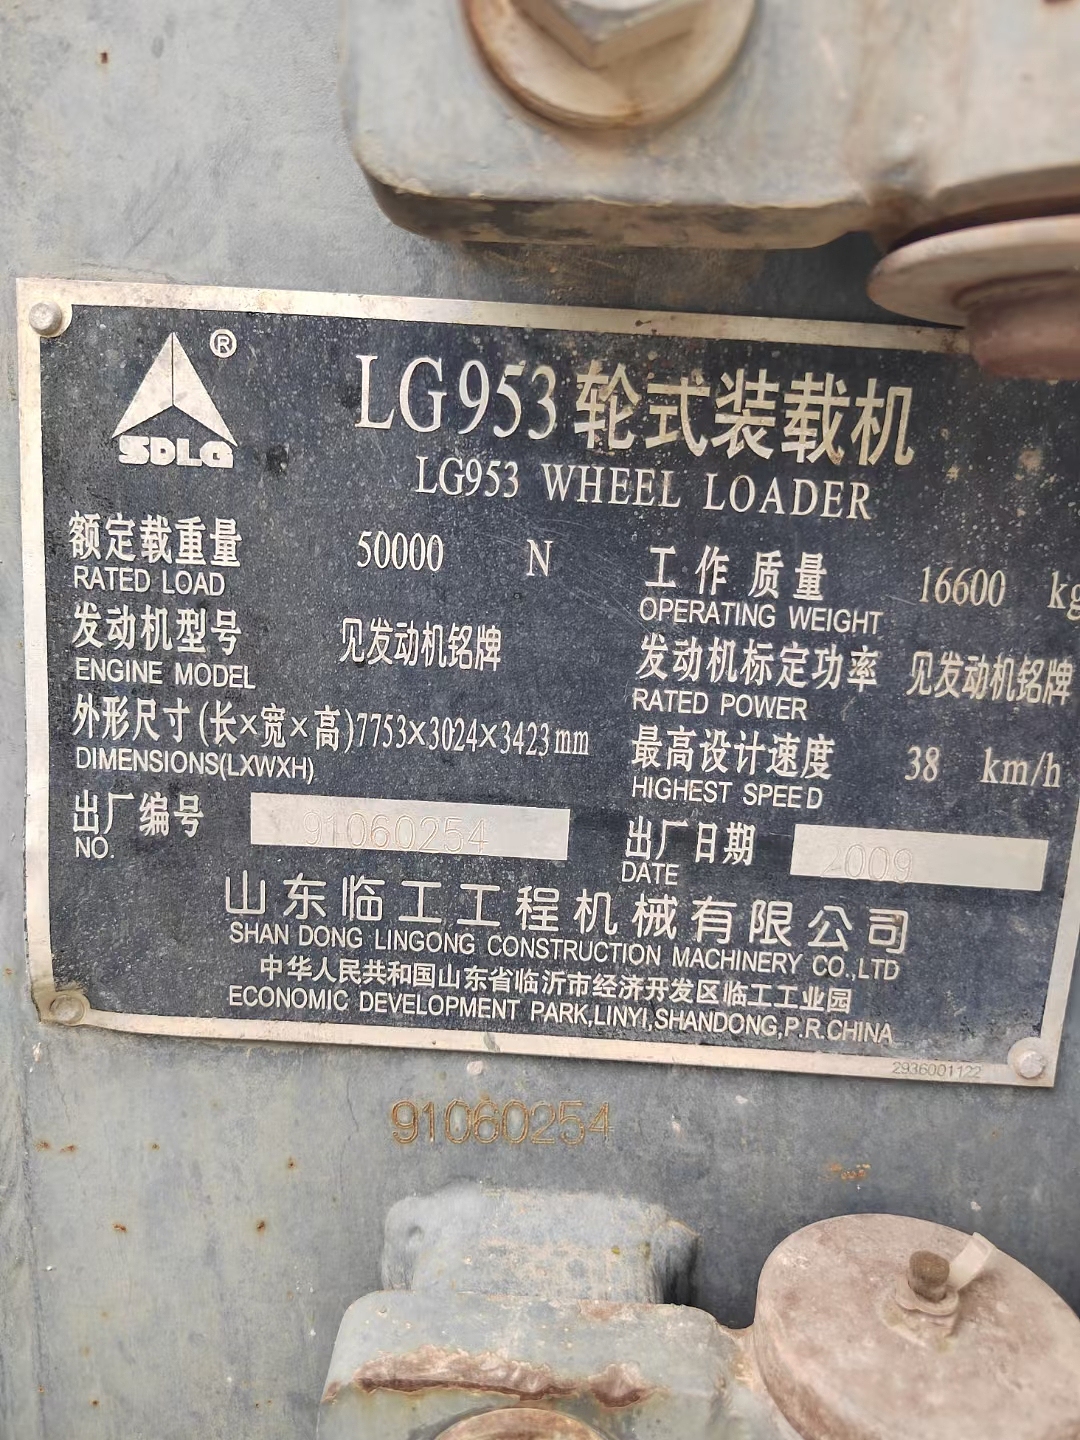 ®
SDLG
LG953轮式装载机
LG953 WHEEL LOADER
额定载重量 50000 N
RATED LOAD
工作质量 16600 kg
OPERATING WEIGHT
发动机型号 见发动机铭牌
ENGINE MODEL
发动机标定功率 见发动机铭牌
RATED POWER
外形尺寸(长×宽×高)7753×3024×3423mm
DIMENSIONS(LXWXH)
最高设计速度 38 km/h
HIGHEST SPEED
出厂编号 91060254
NO.
出厂日期 2009
DATE
山东临工工程机械有限公司
SHAN DONG LINGONG CONSTRUCTION MACHINERY CO.,LTD
中华人民共和国山东省临沂市经济开发区临工工业园
ECONOMIC DEVELOPMENT PARK,LINYI,SHANDONG,P.R.CHINA
2936001122
91060254